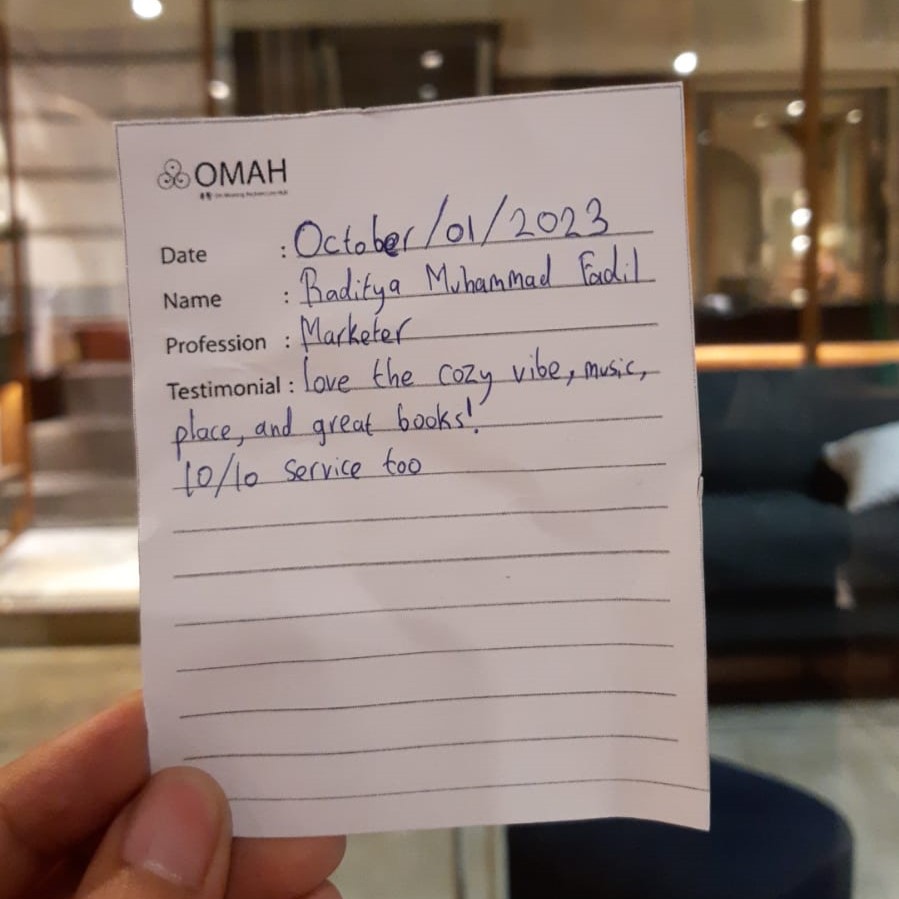 OMAH
Date : October/01/2023
Name : Raditya Muhammad Fadil
Profession : Marketer
Testimonial : love the cozy vibe, music,
place, and great books!
10/10 service too